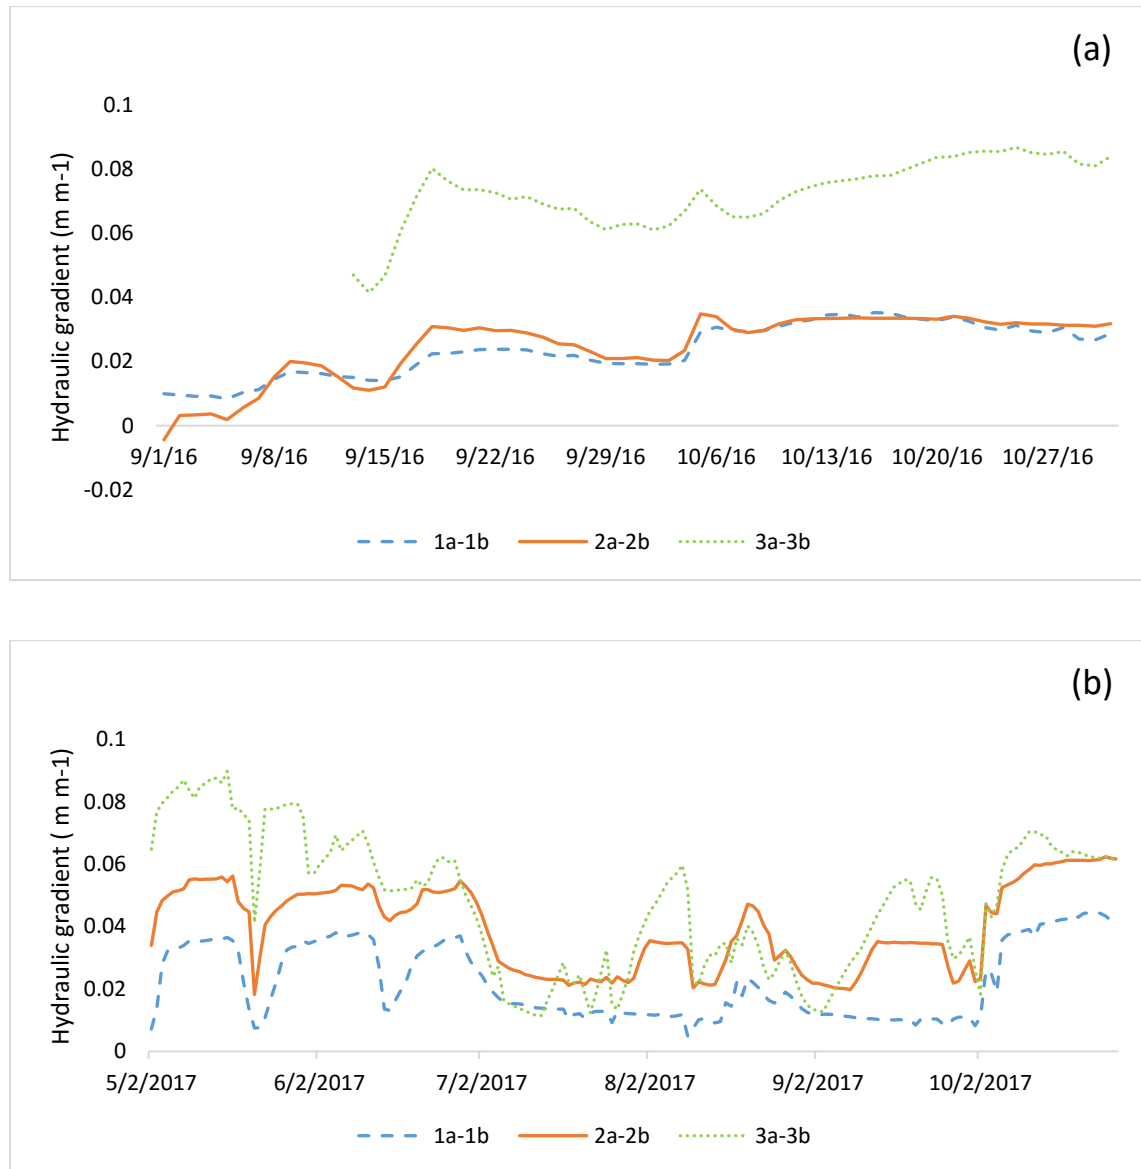 (a)
Hydraulic gradient (m m-1)
0.1
0.08
0.06
0.04
0.02
0
-0.02
9/1/16 9/8/16 9/15/16 9/22/16 9/29/16 10/6/16 10/13/16 10/20/16 10/27/16
1a-1b 2a-2b 3a-3b
(b)
Hydraulic gradient ( m m-1)
0.1
0.08
0.06
0.04
0.02
0
5/2/2017 6/2/2017 7/2/2017 8/2/2017 9/2/2017 10/2/2017
1a-1b 2a-2b 3a-3b